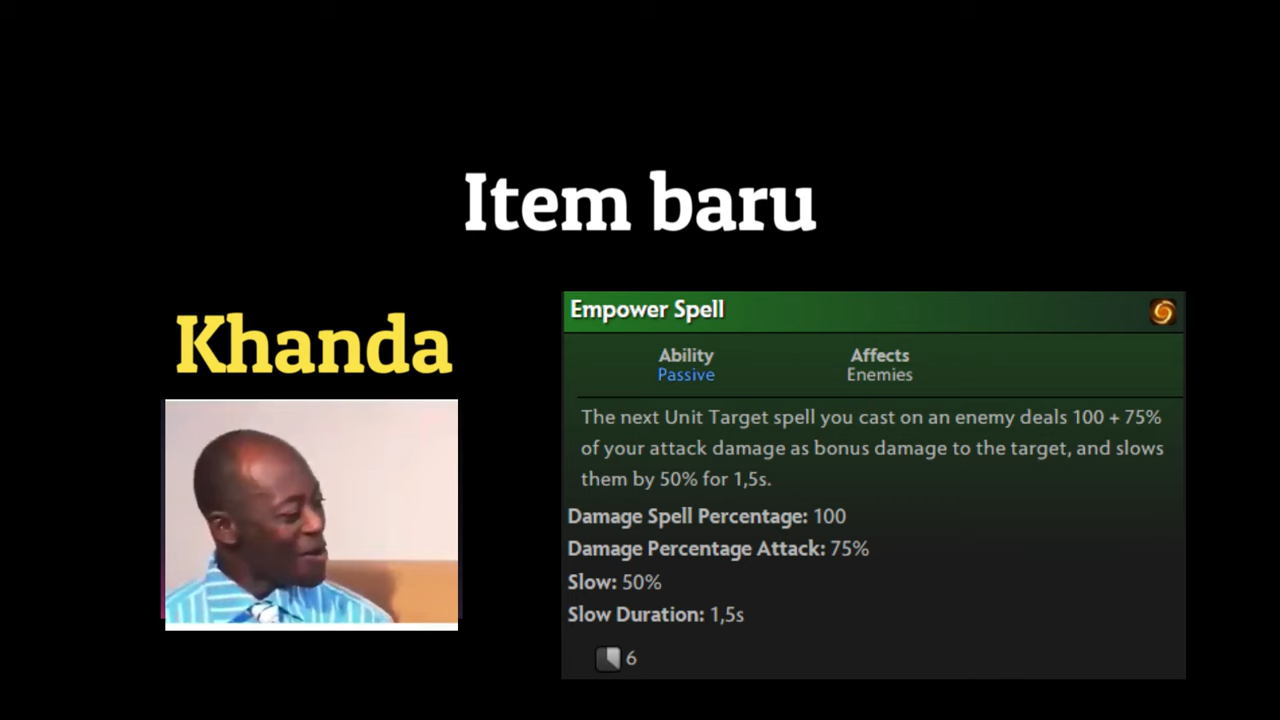 Item baru
Khanda
Empower Spell
Ability
Passive
Affects
Enemies
The next Unit Target spell you cast on an enemy deals 100 + 75%
of your attack damage as bonus damage to the target, and slows
them by 50% for 1,5s.
Damage Spell Percentage: 100
Damage Percentage Attack: 75%
Slow: 50%
Slow Duration: 1,5s
6